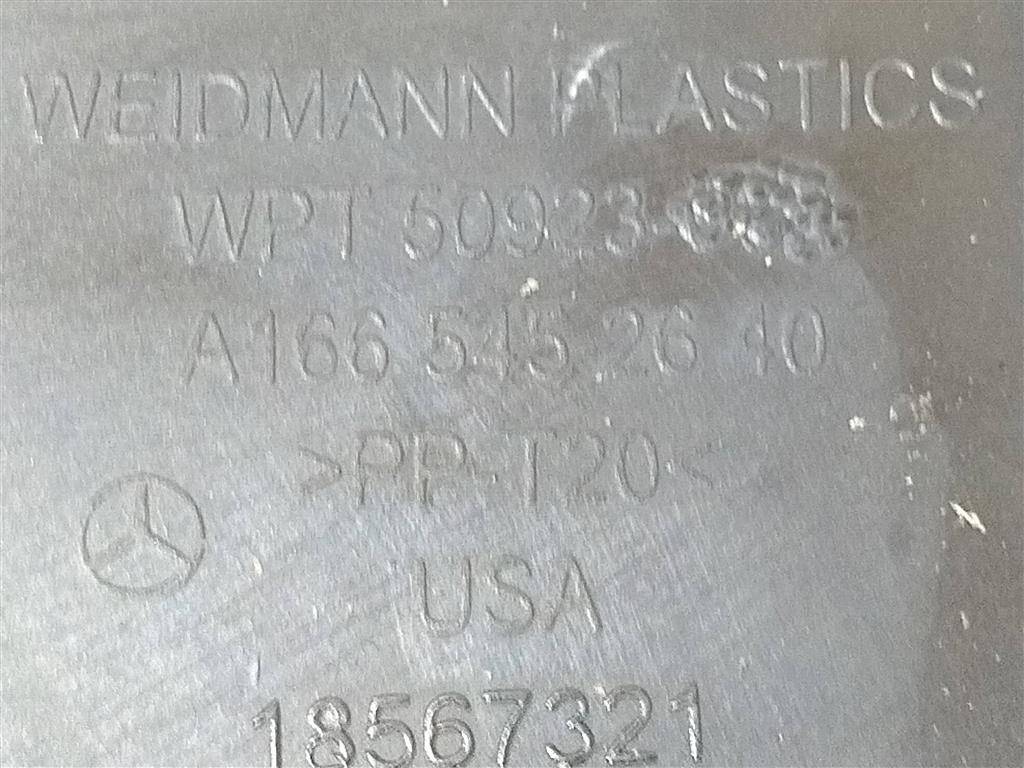 WEIDMANN PLASTICS
WPT 50923-
A166 545 26 40
>PP-T20<
USA
18567321